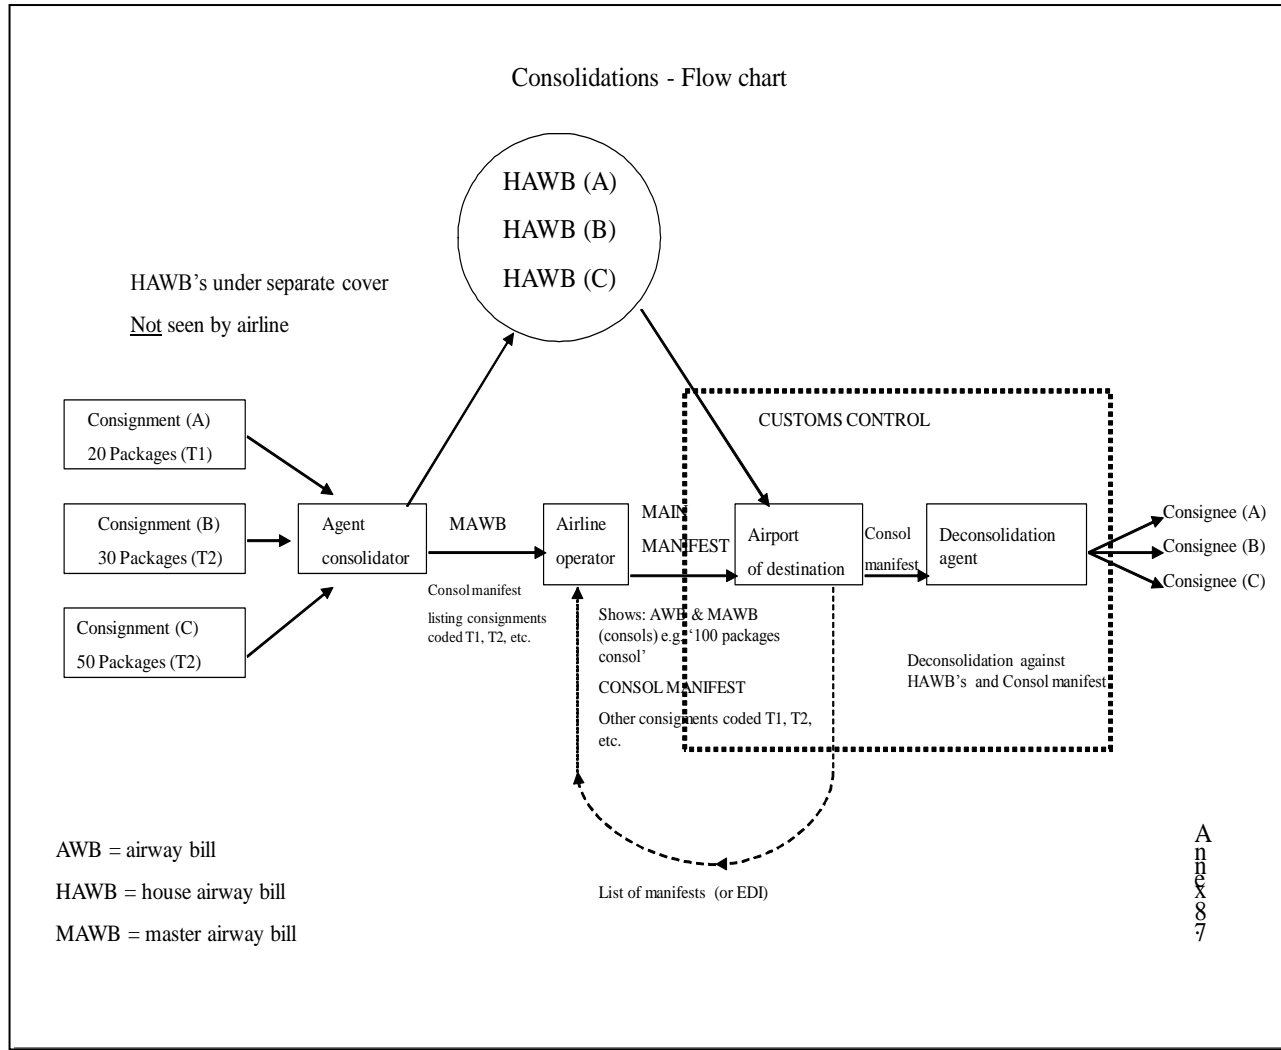 Consolidations - Flow chart
HAWB (A)
HAWB (B)
HAWB (C)
HAWB's under separate cover
Not seen by airline
Consignment (A)
20 Packages (T1)
Consignment (B)
30 Packages (T2)
Consignment (C)
50 Packages (T2)
Agent
consolidator
MAWB
Consol manifest
listing consignments
coded T1, T2, etc.
Airline
operator
MAIN
MANIFEST
Shows: AWB & MAWB
(consols) e.g. ‘100 packages
consol’
CONSOL MANIFEST
Other consigments coded T1, T2,
etc.
CUSTOMS CONTROL
Airport
of destination
Consol
manifest
Deconsolidation
agent
Deconsolidation against
HAWB's and Consol manifest
Consignee (A)
Consignee (B)
Consignee (C)
List of manifests (or EDI)
AWB = airway bill
HAWB = house airway bill
MAWB = master airway bill
Annex 8.7